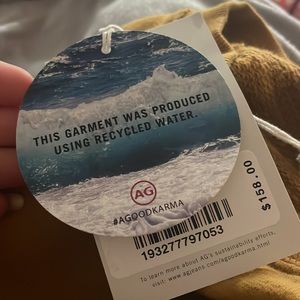 THIS GARMENT WAS PRODUCED
USING RECYCLED WATER.
AG
#AGOODKARMA
193277797053
$158.00
To learn more about AG's sustainability efforts,
visit www.agjeans.com/agoodkarma.html